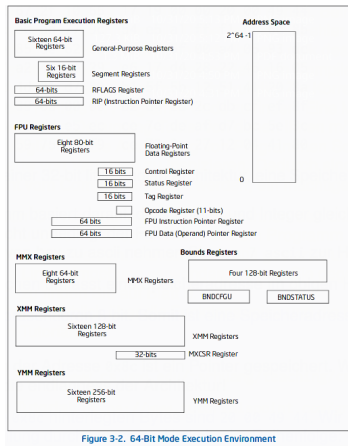 Basic Program Execution Registers
Address Space
2^64 -1
Sixteen 64-bit
Registers
General-Purpose Registers
Six 16-bit
Registers
Segment Registers
64-bits
RFLAGS Register
64-bits
RIP (Instruction Pointer Register)
FPU Registers
Eight 80-bit
Registers
Floating-Point
Data Registers
0
16 bits
Control Register
16 bits
Status Register
16 bits
Tag Register
Opcode Register (11-bits)
64 bits
FPU Instruction Pointer Register
64 bits
FPU Data (Operand) Pointer Register
MMX Registers
Eight 64-bit
Registers
MMX Registers
Bounds Registers
Four 128-bit Registers
BNDCFGU
BNDSTATUS
XMM Registers
Sixteen 128-bit
Registers
XMM Registers
32-bits
MXCSR Register
YMM Registers
Sixteen 256-bit
Registers
YMM Registers
Figure 3-2. 64-Bit Mode Execution Environment